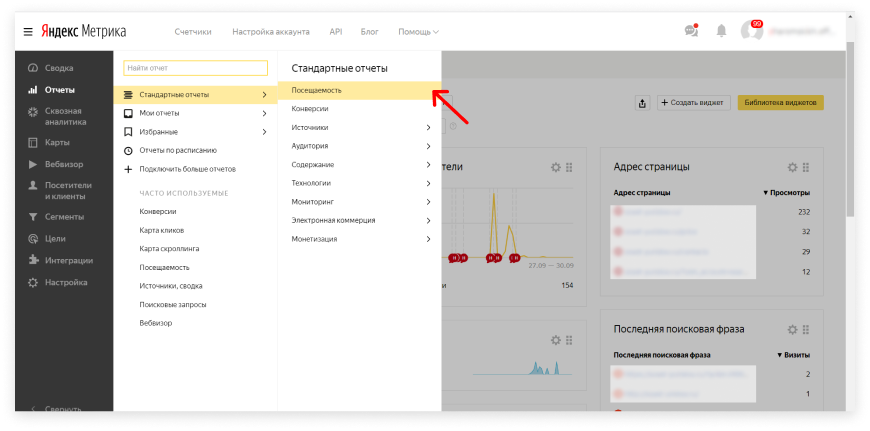 Яндекс Метрика
Счетчики
Настройка аккаунта
API
Блог
Помощь
99
Сводка
Отчеты
Сквозная
аналитика
Карты
Вебвизор
Посетители
и клиенты
Сегменты
Цели
Интеграции
Настройка
Свернуть
Найти отчет
Стандартные отчеты
Мои отчеты
Избранные
Отчеты по расписанию
Подключить больше отчетов
ЧАСТО ИСПОЛЬЗУЕМЫЕ
Конверсии
Карта кликов
Карта скроллинга
Посещаемость
Источники, сводка
Поисковые запросы
Вебвизор
Стандартные отчеты
Посещаемость
Конверсии
Источники
Аудитория
Содержание
Технологии
Мониторинг
Электронная коммерция
Монетизация
Создать виджет
Библиотека виджетов
тели
27.09 — 30.09
и
154
Адрес страницы
Адрес страницы
▼ Просмотры
232
32
29
12
Последняя поисковая фраза
Последняя поисковая фраза
▼ Визиты
2
1